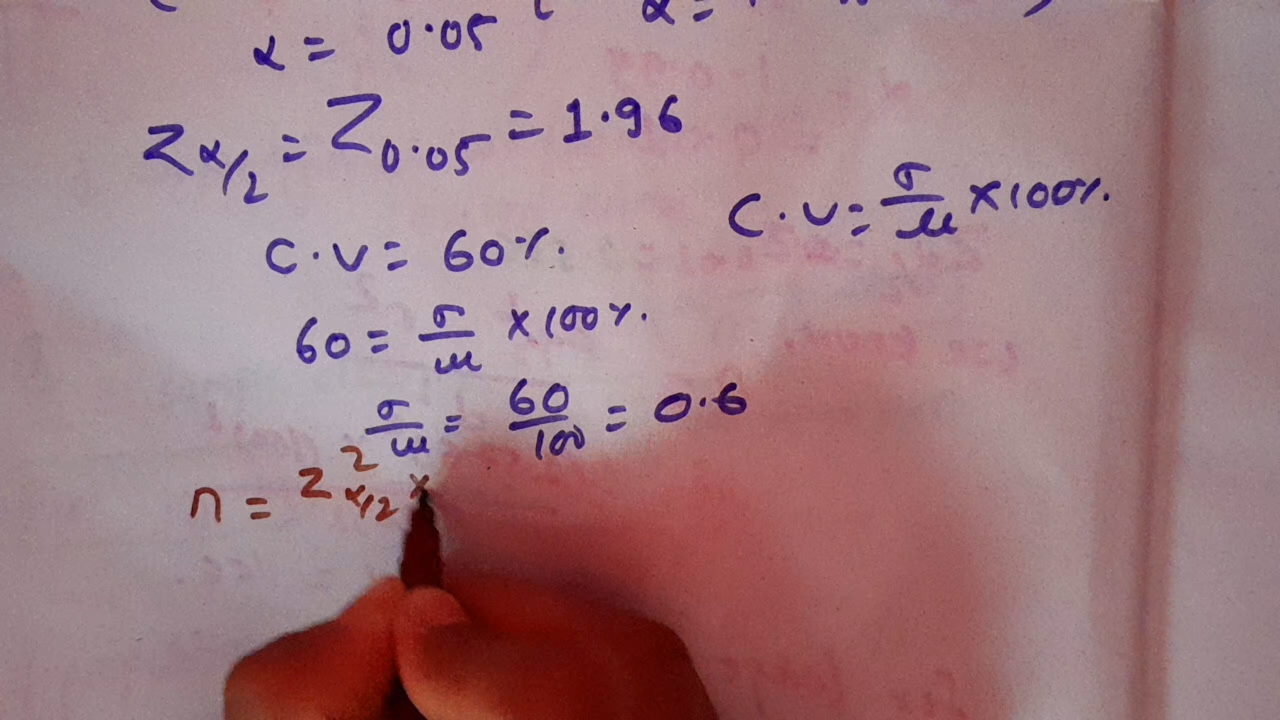 α = 0.05 ( α =
Zα/2 = Z0.05 = 1.96
C.V = σ/μ × 100%.
C.V = 60%.
60 = σ/μ × 100%.
σ/μ = 60/100 = 0.6
n = Z²α/2 ×